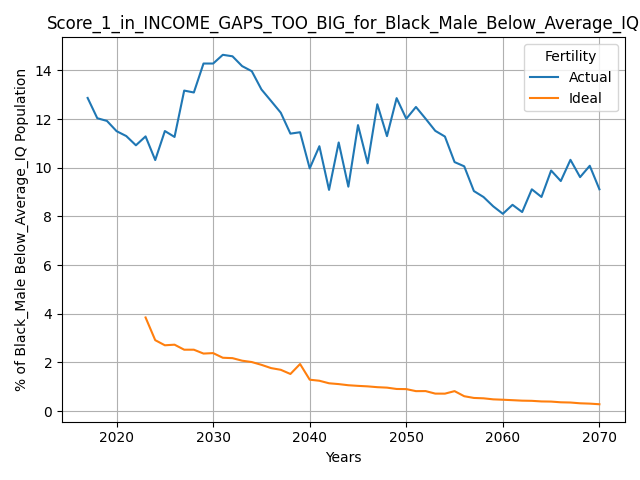 Score_1_in_INCOME_GAPS_TOO_BIG_for_Black_Male_Below_Average_IQ
Fertility
Actual
Ideal
% of Black_Male Below_Average_IQ Population
14
12
10
8
6
4
2
0
2020
2030
2040
2050
2060
2070
Years